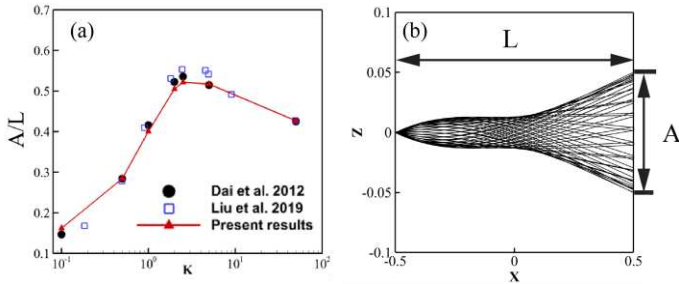 0.7
0.6
0.5
0.4
0.3
0.2
0.1
A/L
(a)
Dai et al. 2012
Liu et al. 2019
Present results
10-1
100
101
102
K
(b)
0.1
0.05
0
-0.05
-0.1
Z
L
A
-0.5
0
0.5
X